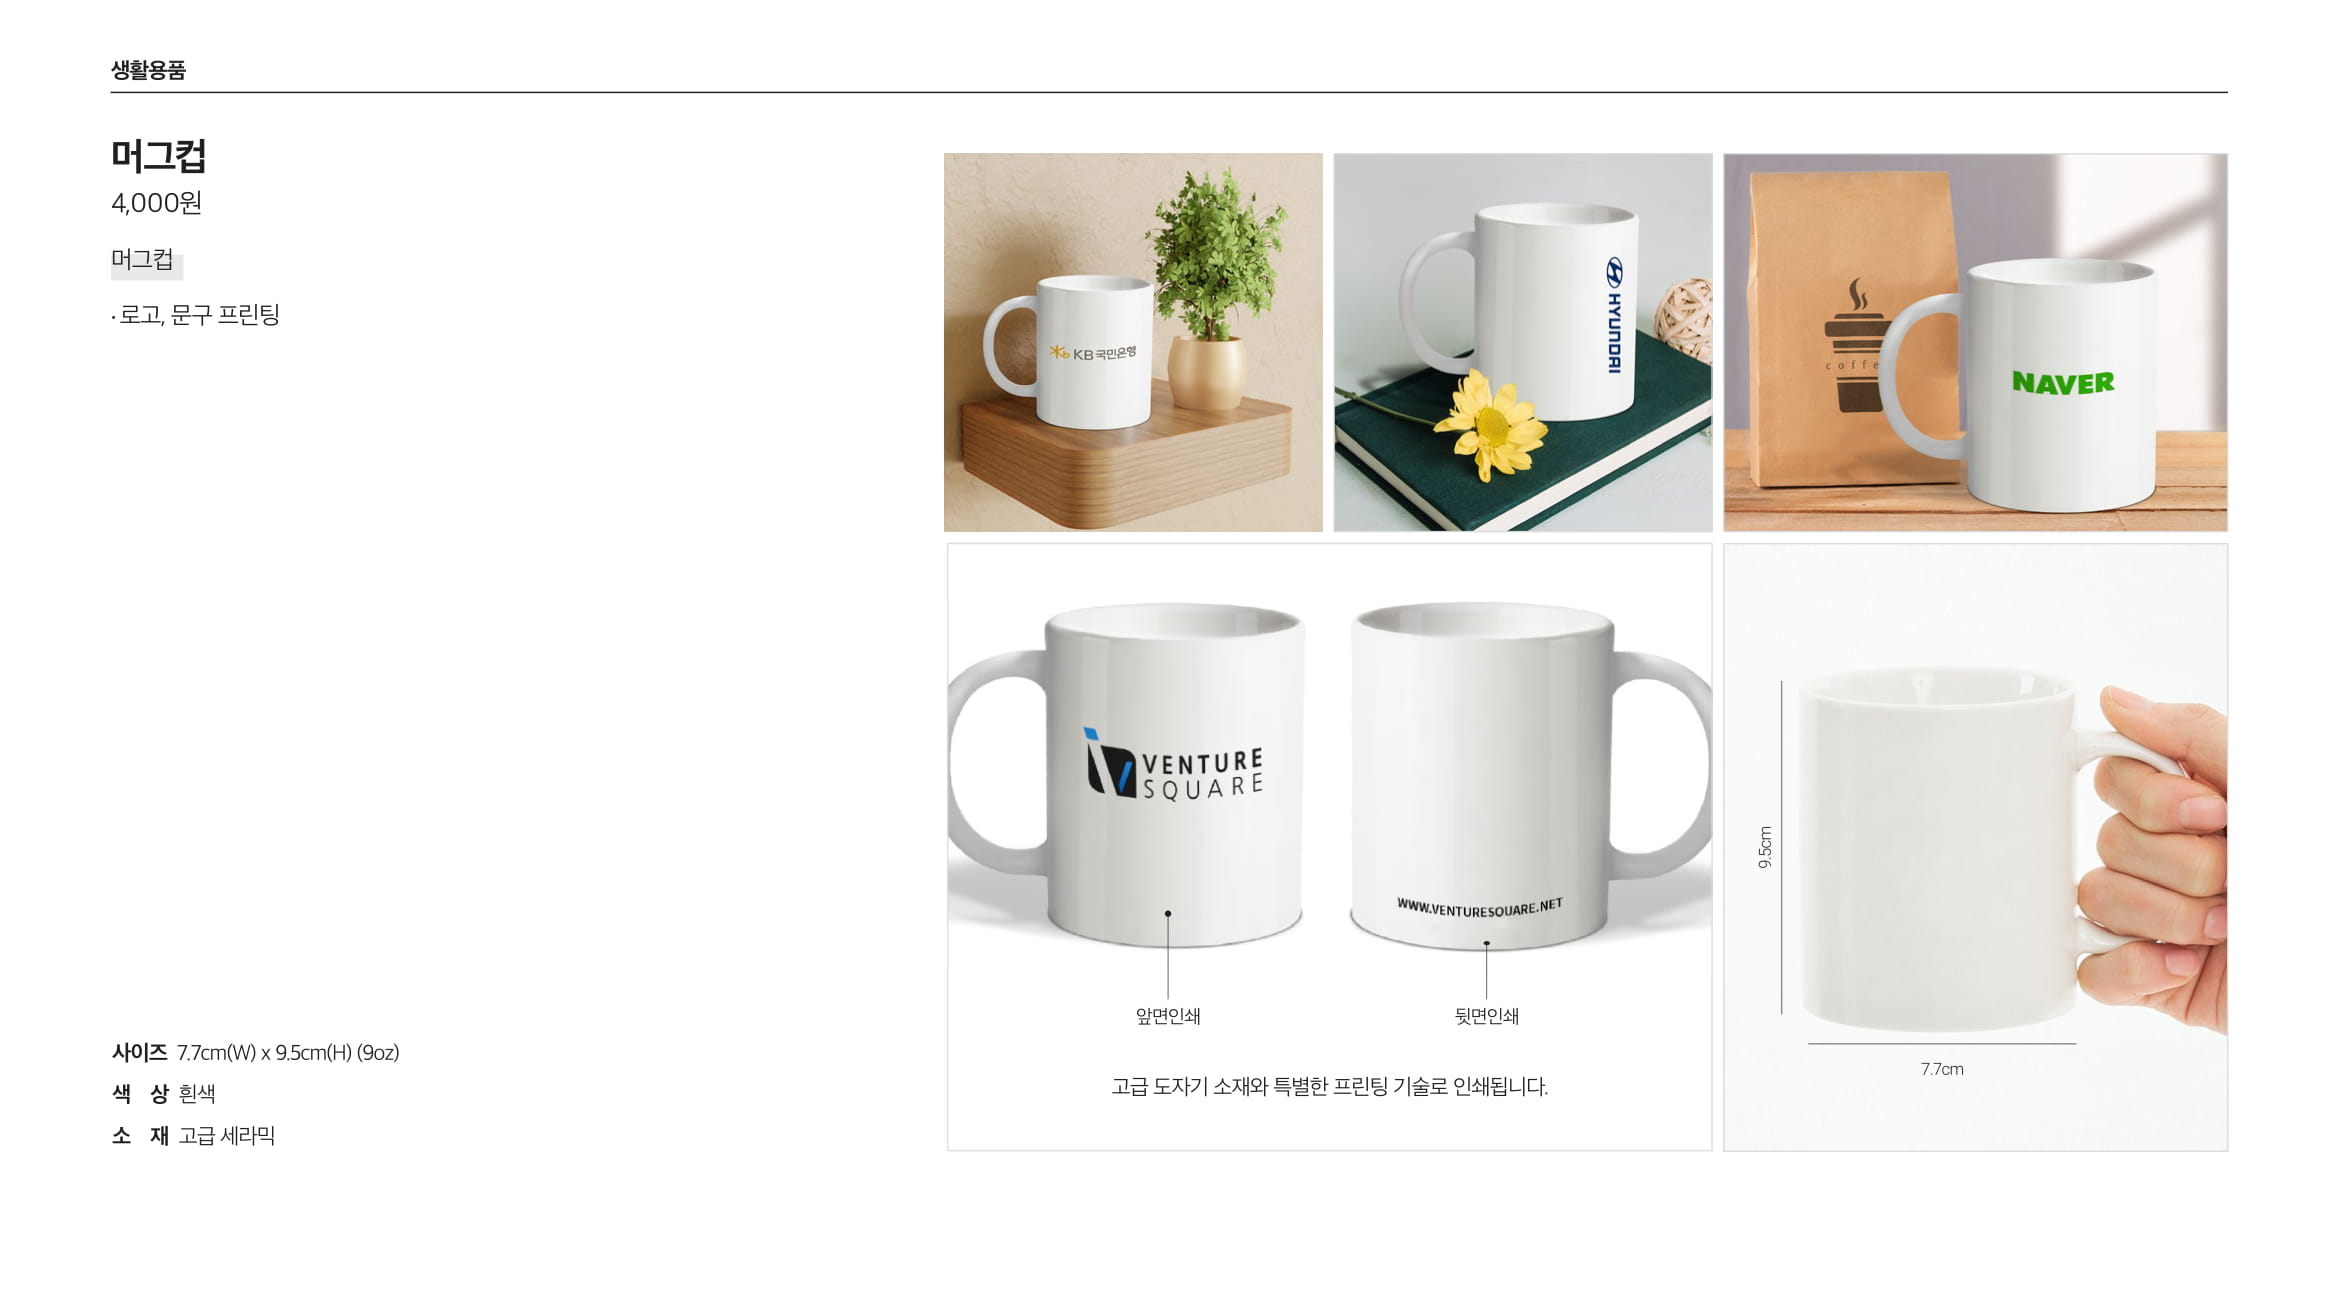 생활용품
머그컵
4,000원
머그컵
· 로고, 문구 프린팅
사이즈 7.7cm(W) x 9.5cm(H) (9oz)
색 상 흰색
소 재 고급 세라믹
Kb KB국민은행
HYUNDAI
coffe
NAVER
VENTURE
SQUARE
WWW.VENTURESQUARE.NET
앞면인쇄
뒷면인쇄
고급 도자기 소재와 특별한 프린팅 기술로 인쇄됩니다.
9.5cm
7.7cm